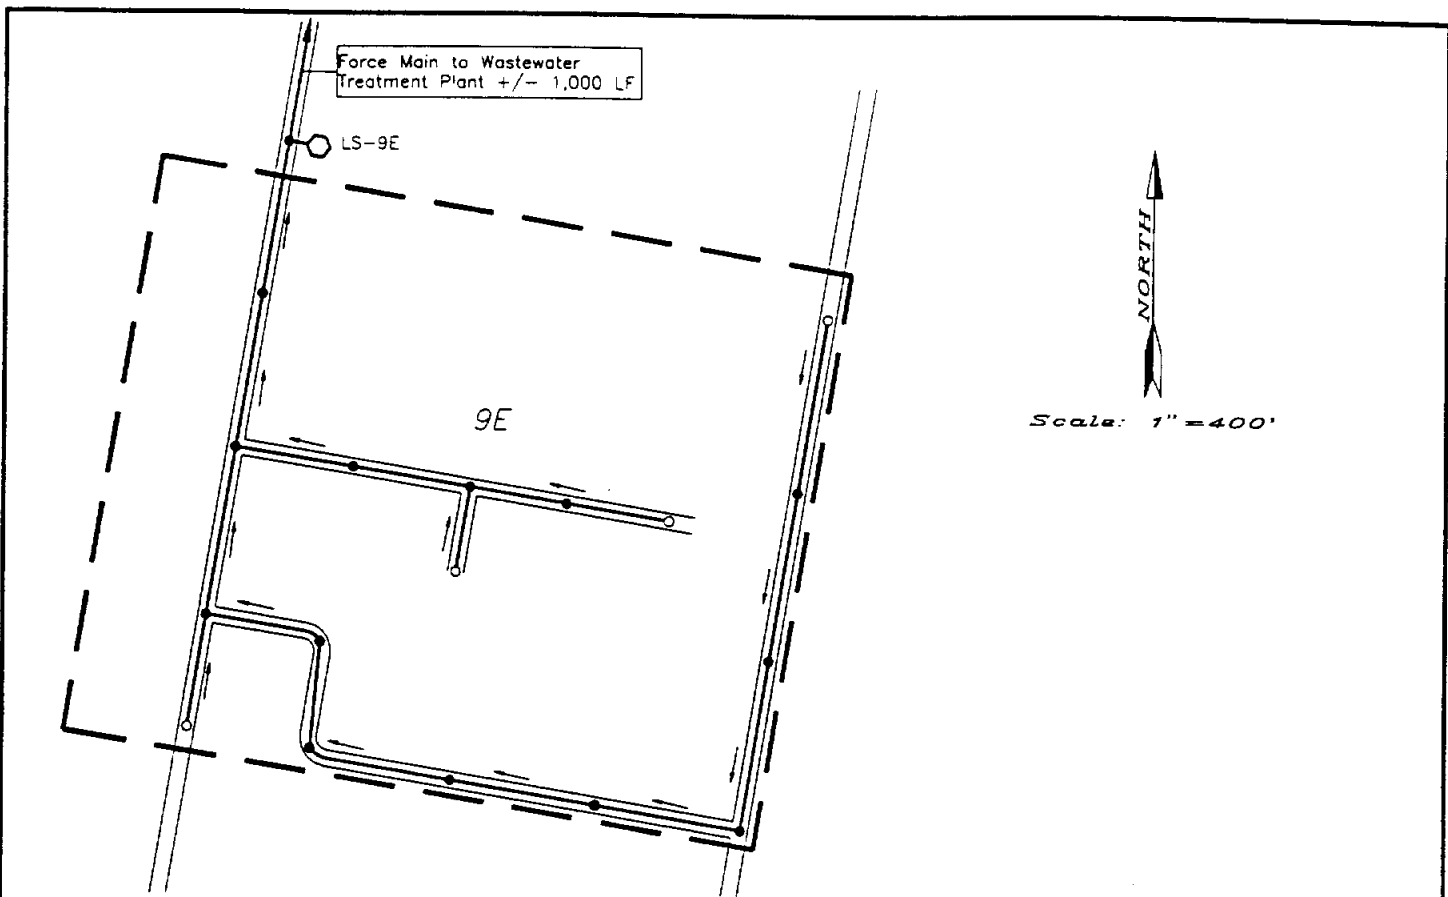 Force Main to Wastewater
Treatment Plant +/- 1,000 LF
LS-9E
NORTH
9E
Scale: 1"=400'